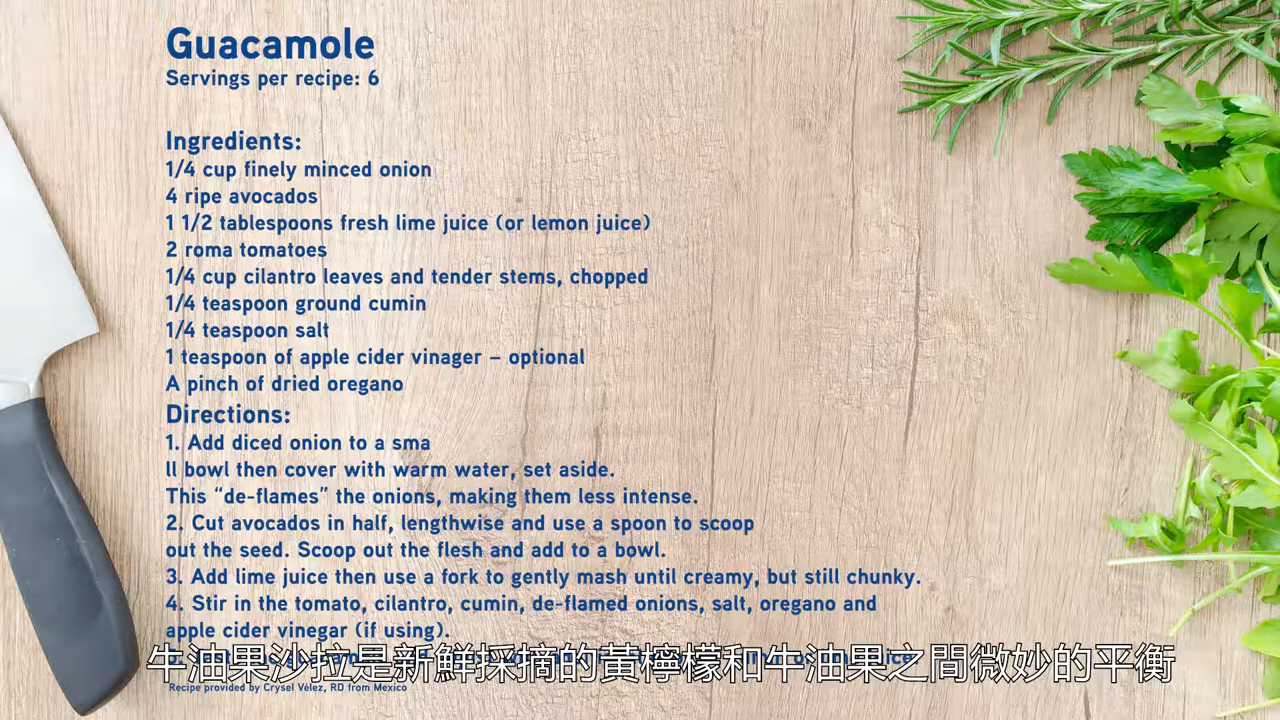 Guacamole
Servings per recipe: 6
Ingredients:
1/4 cup finely minced onion
4 ripe avocados
1 1/2 tablespoons fresh lime juice (or lemon juice)
2 roma tomatoes
1/4 cup cilantro leaves and tender stems, chopped
1/4 teaspoon ground cumin
1/4 teaspoon salt
1 teaspoon of apple cider vinager – optional
A pinch of dried oregano
Directions:
1. Add diced onion to a sma
ll bowl then cover with warm water, set aside.
This “de-flames” the onions, making them less intense.
2. Cut avocados in half, lengthwise and use a spoon to scoop
out the seed. Scoop out the flesh and add to a bowl.
3. Add lime juice then use a fork to gently mash until creamy, but still chunky.
4. Stir in the tomato, cilantro, cumin, de-flamed onions, salt, oregano and
apple cider vinegar (if using).
牛油果沙拉是新鮮採摘的黃檸檬和牛油果之間微妙的平衡
Recipe provided by Crysel Vélez, RD from Mexico